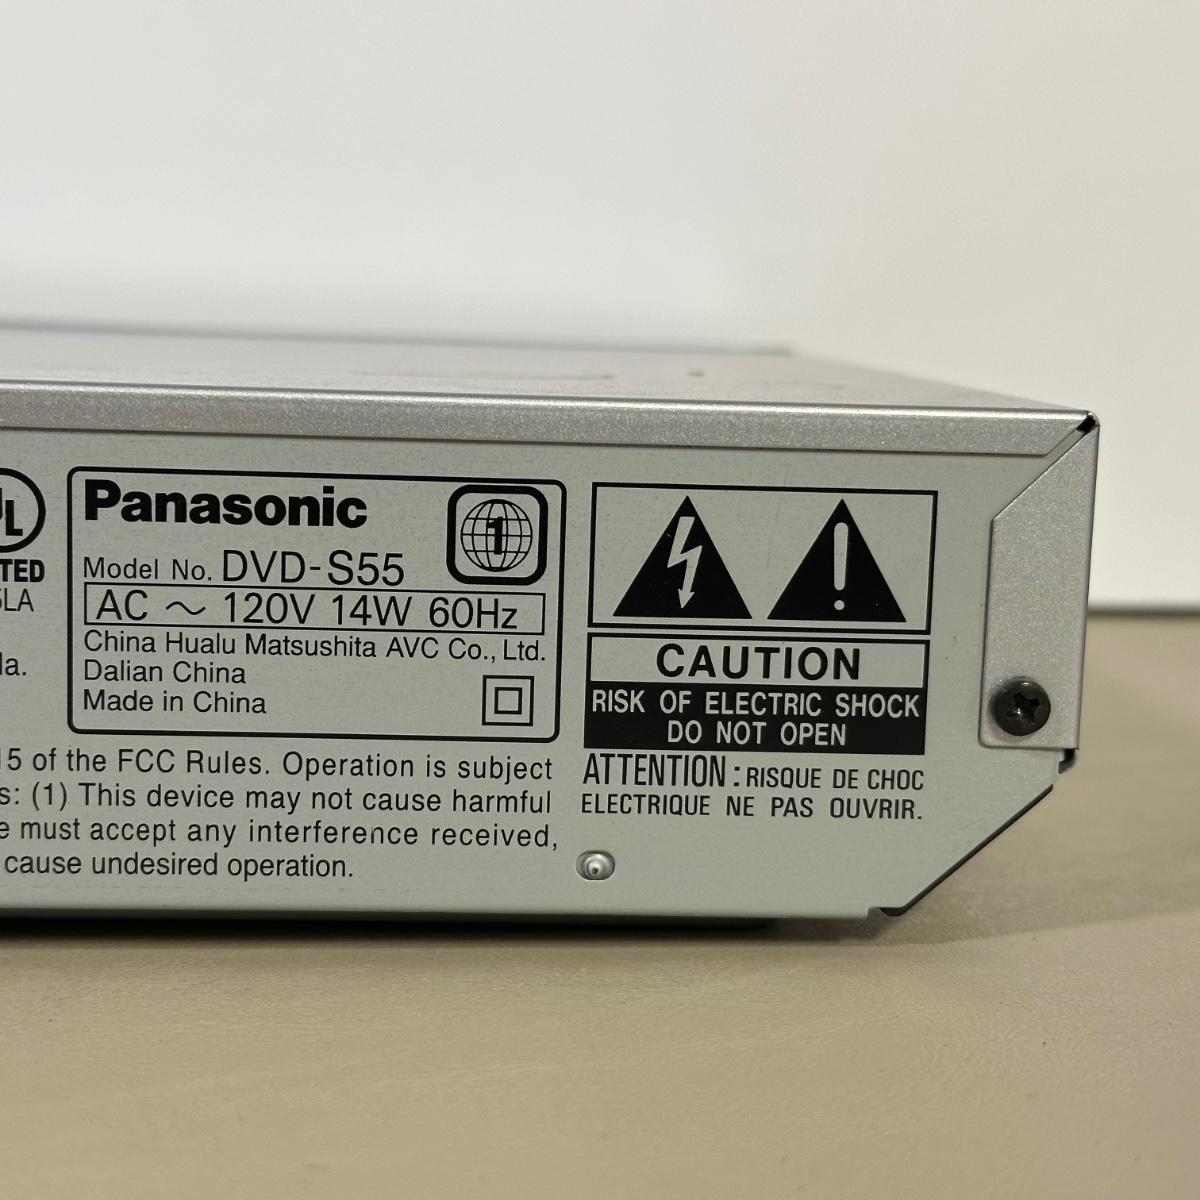 UL
Panasonic
1
Model No. DVD-S55
AC ~ 120V 14W 60Hz
China Hualu Matsushita AVC Co., Ltd.
Dalian China
Made in China
15 of the FCC Rules. Operation is subject
s: (1) This device may not cause harmful
must accept any interference received,
cause undesired operation.
CAUTION
RISK OF ELECTRIC SHOCK
DO NOT OPEN
ATTENTION : RISQUE DE CHOC
ELECTRIQUE NE PAS OUVRIR.